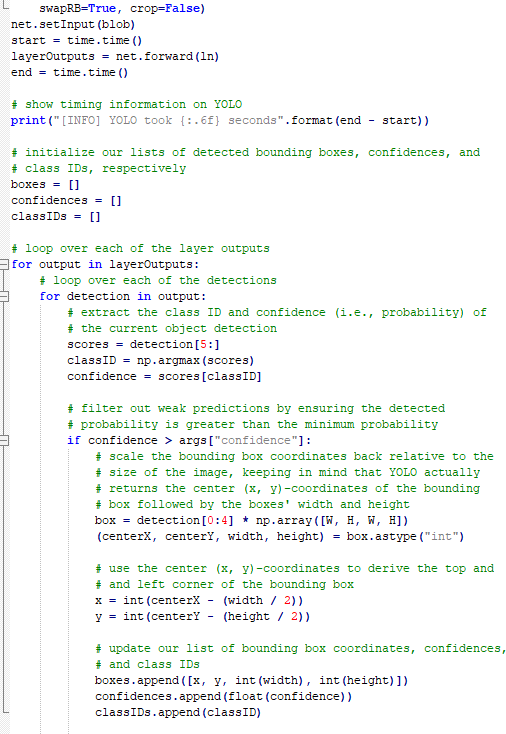 swapRB=True, crop=False)
net.setInput(blob)
start = time.time()
layerOutputs = net.forward(ln)
end = time.time()

# show timing information on YOLO
print("[INFO] YOLO took {:.6f} seconds".format(end - start))

# initialize our lists of detected bounding boxes, confidences, and
# class IDs, respectively
boxes = []
confidences = []
classIDs = []

# loop over each of the layer outputs
for output in layerOutputs:
    # loop over each of the detections
    for detection in output:
        # extract the class ID and confidence (i.e., probability) of
        # the current object detection
        scores = detection[5:]
        classID = np.argmax(scores)
        confidence = scores[classID]

        # filter out weak predictions by ensuring the detected
        # probability is greater than the minimum probability
        if confidence > args["confidence"]:
            # scale the bounding box coordinates back relative to the
            # size of the image, keeping in mind that YOLO actually
            # returns the center (x, y)-coordinates of the bounding
            # box followed by the boxes' width and height
            box = detection[0:4] * np.array([W, H, W, H])
            (centerX, centerY, width, height) = box.astype("int")

            # use the center (x, y)-coordinates to derive the top and
            # and left corner of the bounding box
            x = int(centerX - (width / 2))
            y = int(centerY - (height / 2))

            # update our list of bounding box coordinates, confidences,
            # and class IDs
            boxes.append([x, y, int(width), int(height)])
            confidences.append(float(confidence))
            classIDs.append(classID)